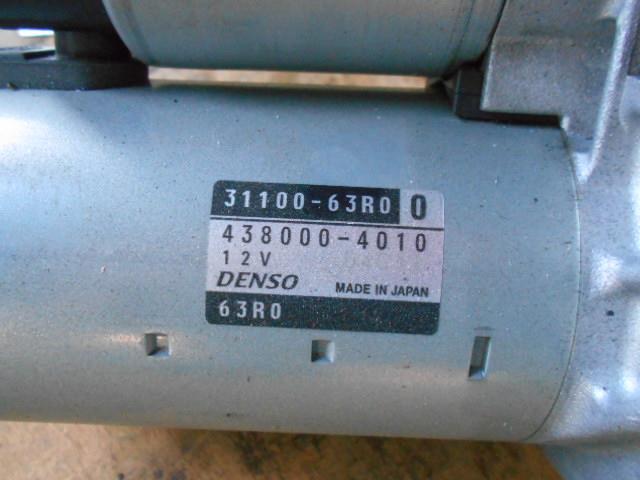 31100-63R0 0
438000-4010
12V
DENSO MADE IN JAPAN
63R0